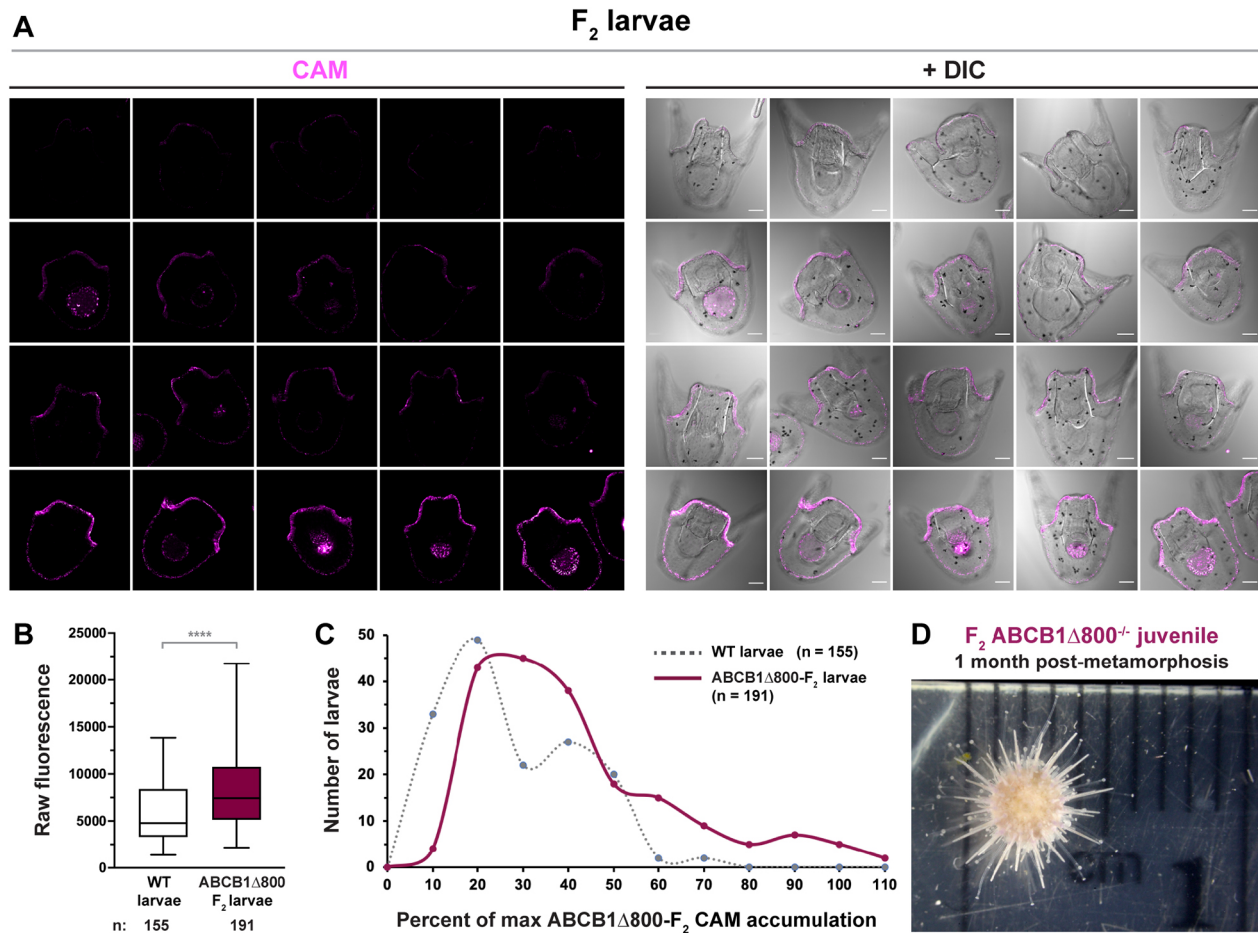 A
F2 larvae
CAM
+ DIC
B
Raw fluorescence
25000
20000
15000
10000
5000
0
****
WT larvae
ABCB1Δ800 F2 larvae
n: 155 191
C
Number of larvae
50
40
30
20
10
0
WT larvae (n = 155)
ABCB1Δ800-F2 larvae
(n = 191)
0 10 20 30 40 50 60 70 80 90 100 110
Percent of max ABCB1Δ800-F2 CAM accumulation
D
F2 ABCB1Δ800-/- juvenile
1 month post-metamorphosis
cm 1